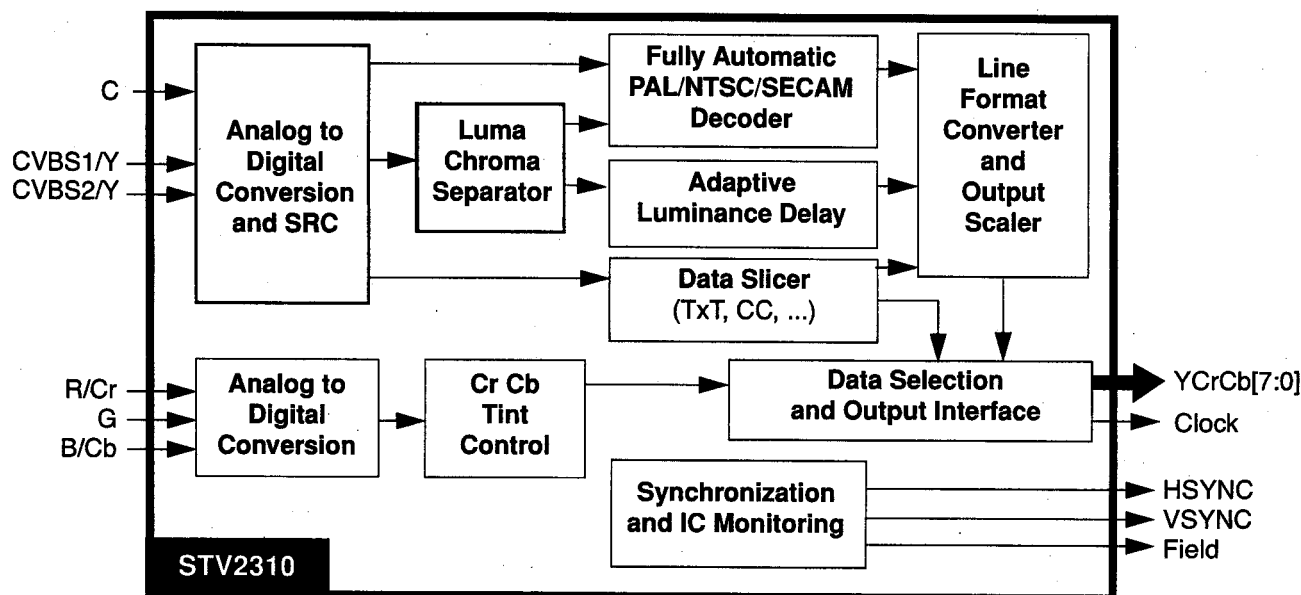 C
CVBS1/Y
CVBS2/Y
Analog to
Digital
Conversion
and SRC
Luma
Chroma
Separator
Fully Automatic
PAL/NTSC/SECAM
Decoder
Adaptive
Luminance Delay
Data Slicer
(TxT, CC, ...)
Line
Format
Converter
and
Output
Scaler
R/Cr
G
B/Cb
Analog to
Digital
Conversion
Cr Cb
Tint
Control
Data Selection
and Output Interface
YCrCb[7:0]
Clock
Synchronization
and IC Monitoring
HSYNC
VSYNC
Field
STV2310